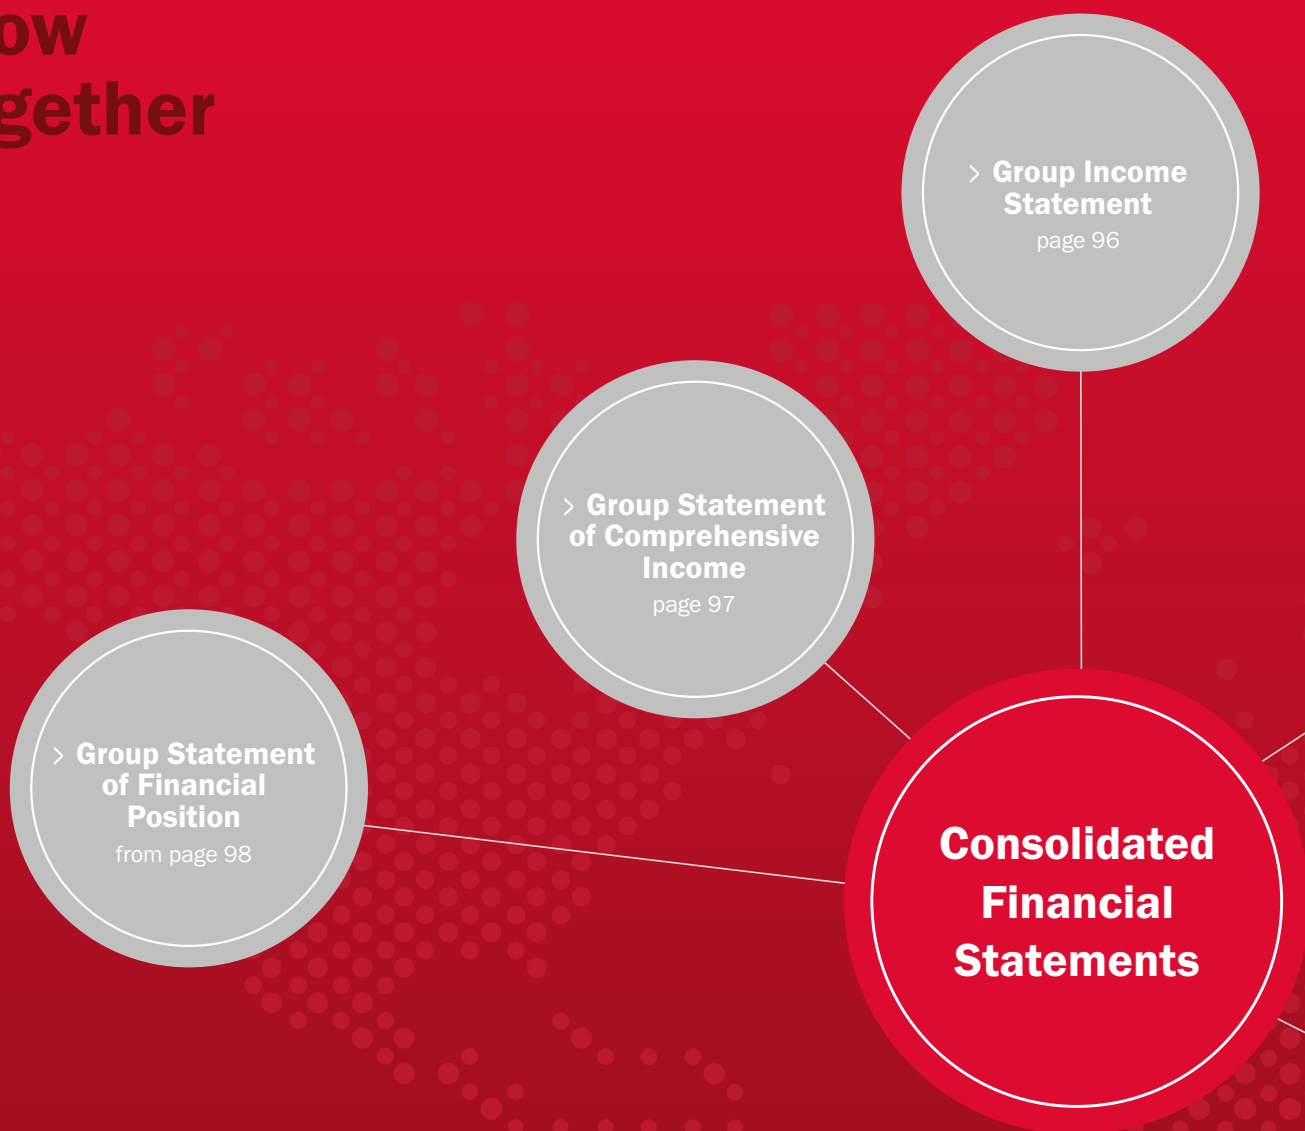 ow
gether
> Group Income
Statement
page 96
> Group Statement
of Comprehensive
Income
page 97
> Group Statement
of Financial
Position
from page 98
Consolidated
Financial
Statements